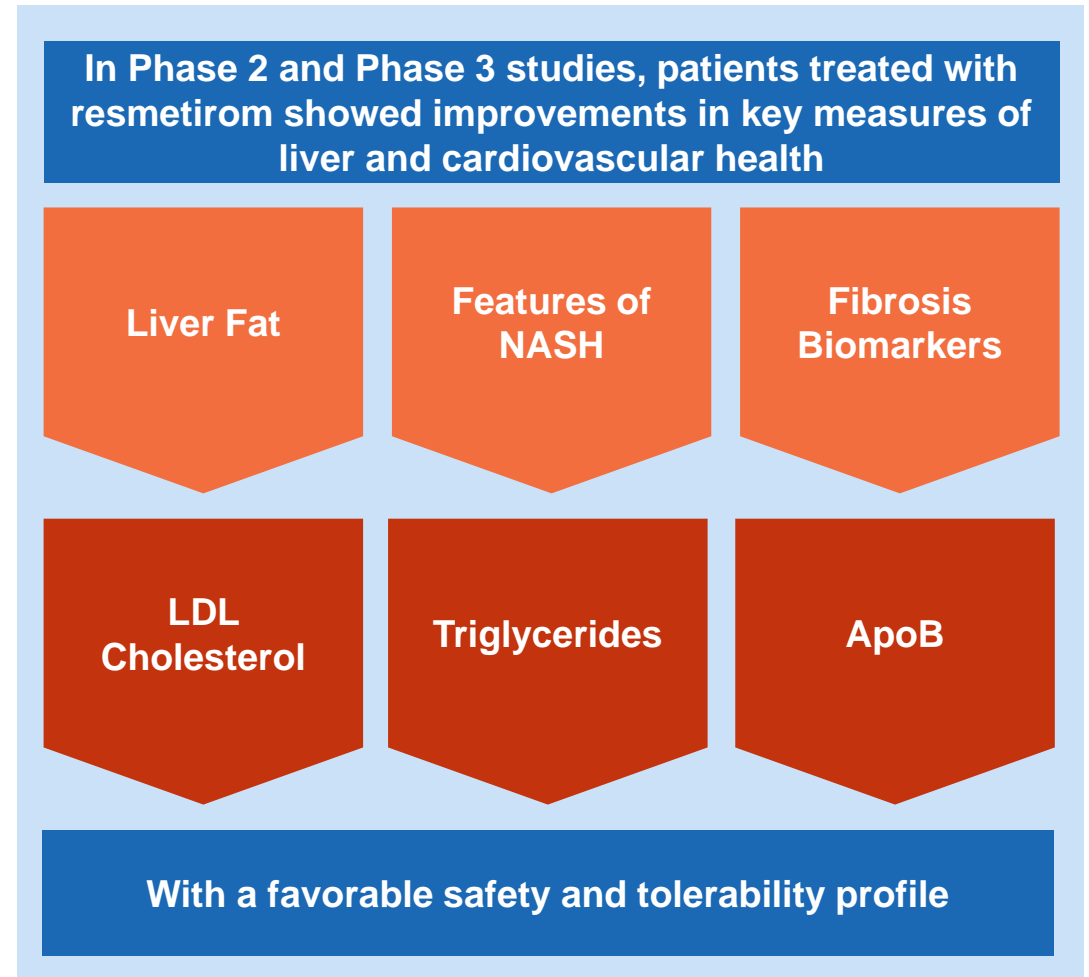 In Phase 2 and Phase 3 studies, patients treated with
resmetirom showed improvements in key measures of
liver and cardiovascular health
Liver Fat
Features of
NASH
Fibrosis
Biomarkers
LDL
Cholesterol
Triglycerides
ApoB
With a favorable safety and tolerability profile